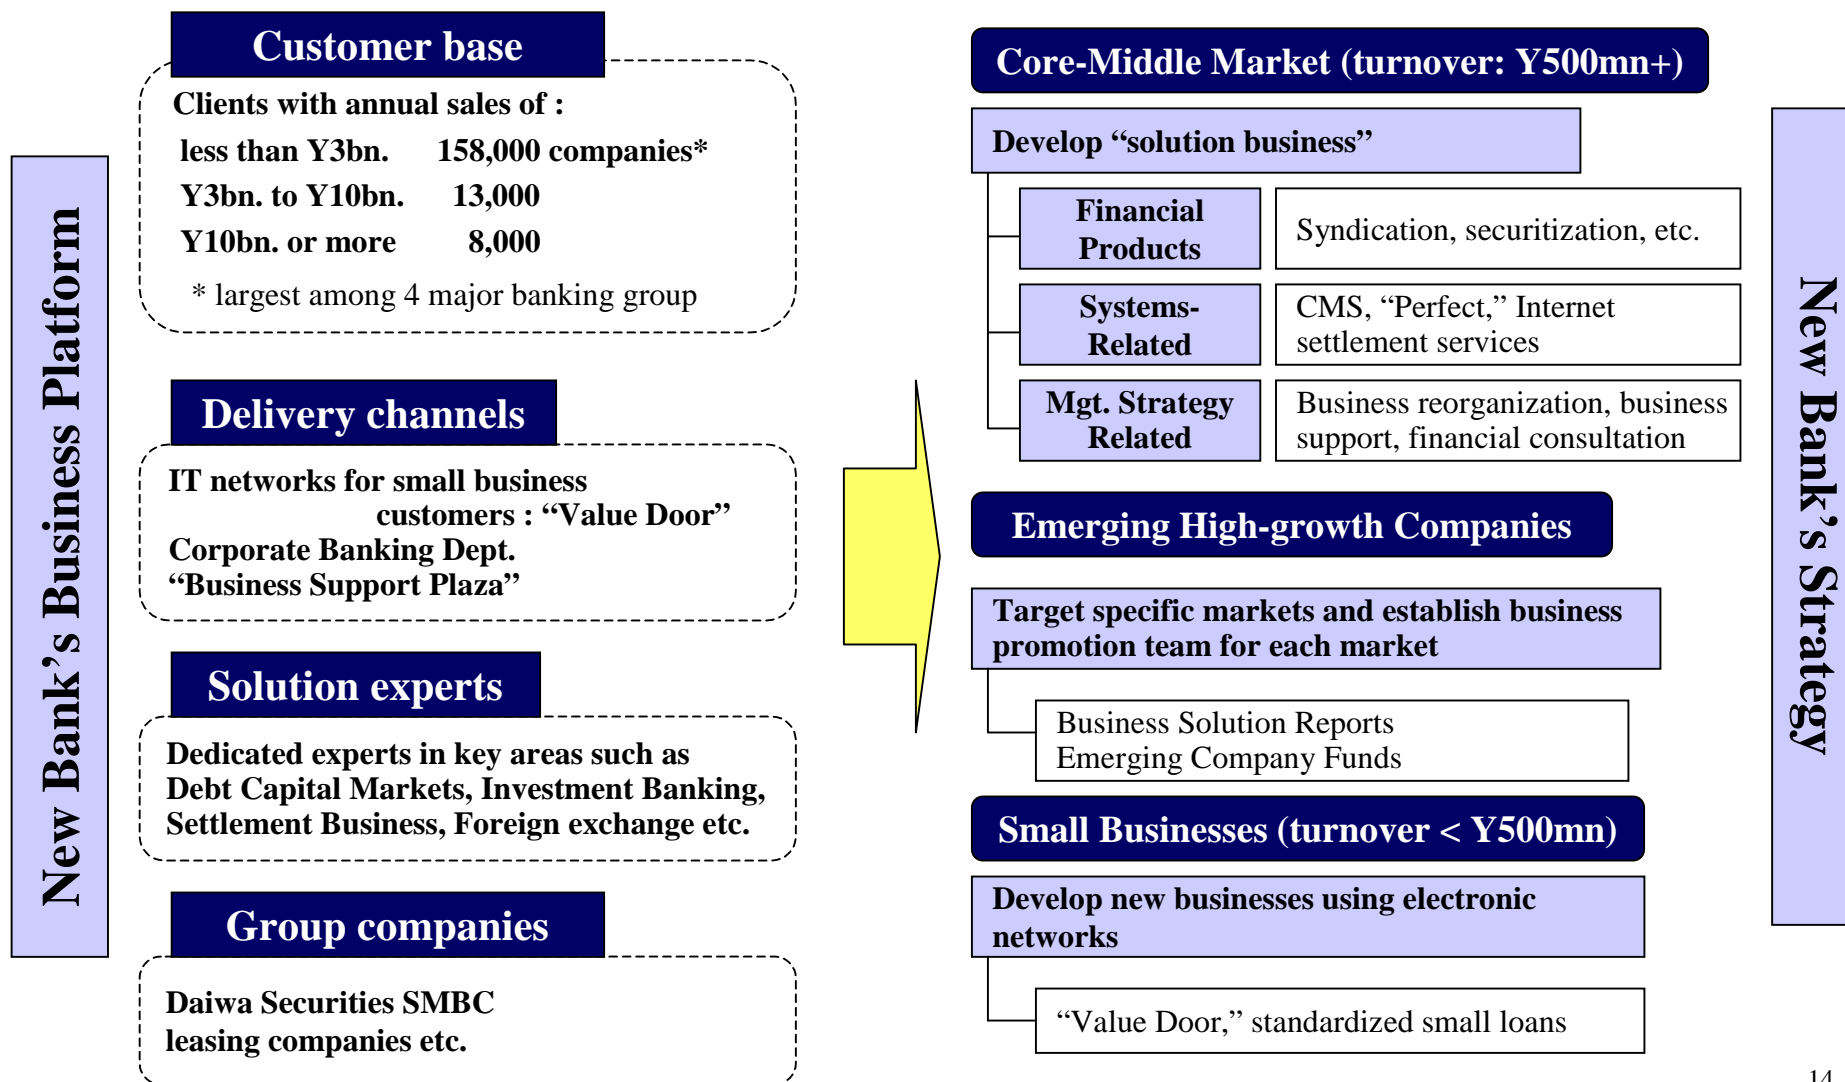 New Bank’s Business Platform
Customer base
Clients with annual sales of :
less than Y3bn. 158,000 companies*
Y3bn. to Y10bn. 13,000
Y10bn. or more 8,000
* largest among 4 major banking group
Delivery channels
IT networks for small business
customers : “Value Door”
Corporate Banking Dept.
“Business Support Plaza”
Solution experts
Dedicated experts in key areas such as
Debt Capital Markets, Investment Banking,
Settlement Business, Foreign exchange etc.
Group companies
Daiwa Securities SMBC
leasing companies etc.
Core-Middle Market (turnover: Y500mn+)
Develop “solution business”
Financial
Products
Syndication, securitization, etc.
Systems-
Related
CMS, “Perfect,” Internet
settlement services
Mgt. Strategy
Related
Business reorganization, business
support, financial consultation
Emerging High-growth Companies
Target specific markets and establish business
promotion team for each market
Business Solution Reports
Emerging Company Funds
Small Businesses (turnover < Y500mn)
Develop new businesses using electronic
networks
“Value Door,” standardized small loans
New Bank’s Strategy
14